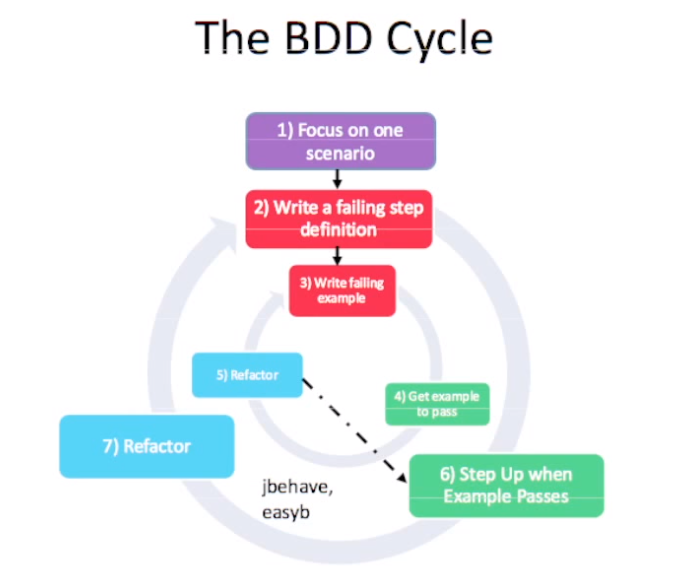 The BDD Cycle
1) Focus on one
scenario
2) Write a failing step
definition
3) Write failing
example
5) Refactor
4) Get example
to pass
7) Refactor
6) Step Up when
Example Passes
jbehave,
easyb